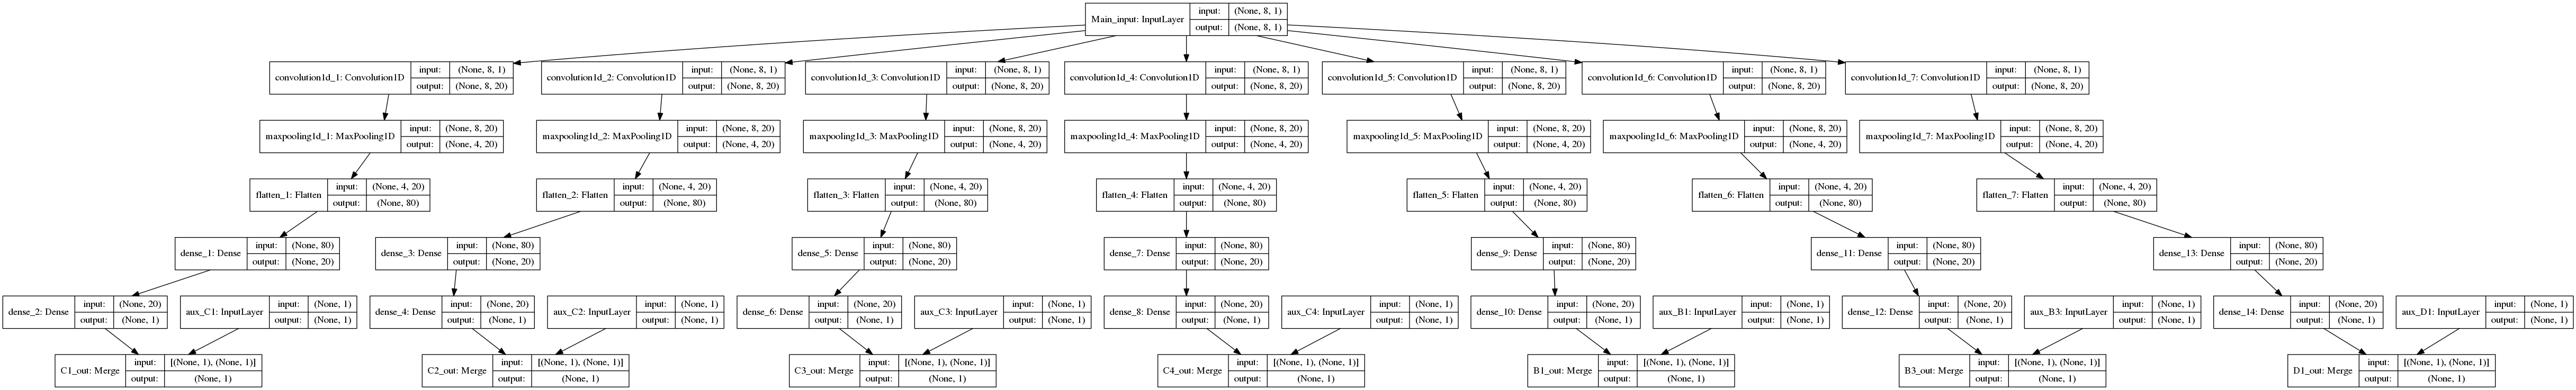 Main_input: InputLayer input: (None, 8, 1)
output: (None, 8, 1)
convolution1d_1: Convolution1D input: (None, 8, 1)
output: (None, 8, 20)
convolution1d_2: Convolution1D input: (None, 8, 1)
output: (None, 8, 20)
convolution1d_3: Convolution1D input: (None, 8, 1)
output: (None, 8, 20)
convolution1d_4: Convolution1D input: (None, 8, 1)
output: (None, 8, 20)
convolution1d_5: Convolution1D input: (None, 8, 1)
output: (None, 8, 20)
convolution1d_6: Convolution1D input: (None, 8, 1)
output: (None, 8, 20)
convolution1d_7: Convolution1D input: (None, 8, 1)
output: (None, 8, 20)
maxpooling1d_1: MaxPooling1D input: (None, 8, 20)
output: (None, 4, 20)
maxpooling1d_2: MaxPooling1D input: (None, 8, 20)
output: (None, 4, 20)
maxpooling1d_3: MaxPooling1D input: (None, 8, 20)
output: (None, 4, 20)
maxpooling1d_4: MaxPooling1D input: (None, 8, 20)
output: (None, 4, 20)
maxpooling1d_5: MaxPooling1D input: (None, 8, 20)
output: (None, 4, 20)
maxpooling1d_6: MaxPooling1D input: (None, 8, 20)
output: (None, 4, 20)
maxpooling1d_7: MaxPooling1D input: (None, 8, 20)
output: (None, 4, 20)
flatten_1: Flatten input: (None, 4, 20)
output: (None, 80)
flatten_2: Flatten input: (None, 4, 20)
output: (None, 80)
flatten_3: Flatten input: (None, 4, 20)
output: (None, 80)
flatten_4: Flatten input: (None, 4, 20)
output: (None, 80)
flatten_5: Flatten input: (None, 4, 20)
output: (None, 80)
flatten_6: Flatten input: (None, 4, 20)
output: (None, 80)
flatten_7: Flatten input: (None, 4, 20)
output: (None, 80)
dense_1: Dense input: (None, 80)
output: (None, 20)
dense_3: Dense input: (None, 80)
output: (None, 20)
dense_5: Dense input: (None, 80)
output: (None, 20)
dense_7: Dense input: (None, 80)
output: (None, 20)
dense_9: Dense input: (None, 80)
output: (None, 20)
dense_11: Dense input: (None, 80)
output: (None, 20)
dense_13: Dense input: (None, 80)
output: (None, 20)
dense_2: Dense input: (None, 20)
output: (None, 1)
aux_C1: InputLayer input: (None, 1)
output: (None, 1)
dense_4: Dense input: (None, 20)
output: (None, 1)
aux_C2: InputLayer input: (None, 1)
output: (None, 1)
dense_6: Dense input: (None, 20)
output: (None, 1)
aux_C3: InputLayer input: (None, 1)
output: (None, 1)
dense_8: Dense input: (None, 20)
output: (None, 1)
aux_C4: InputLayer input: (None, 1)
output: (None, 1)
dense_10: Dense input: (None, 20)
output: (None, 1)
aux_B1: InputLayer input: (None, 1)
output: (None, 1)
dense_12: Dense input: (None, 20)
output: (None, 1)
aux_B3: InputLayer input: (None, 1)
output: (None, 1)
dense_14: Dense input: (None, 20)
output: (None, 1)
aux_D1: InputLayer input: (None, 1)
output: (None, 1)
C1_out: Merge input: [(None, 1), (None, 1)]
output: (None, 1)
C2_out: Merge input: [(None, 1), (None, 1)]
output: (None, 1)
C3_out: Merge input: [(None, 1), (None, 1)]
output: (None, 1)
C4_out: Merge input: [(None, 1), (None, 1)]
output: (None, 1)
B1_out: Merge input: [(None, 1), (None, 1)]
output: (None, 1)
B3_out: Merge input: [(None, 1), (None, 1)]
output: (None, 1)
D1_out: Merge input: [(None, 1), (None, 1)]
output: (None, 1)